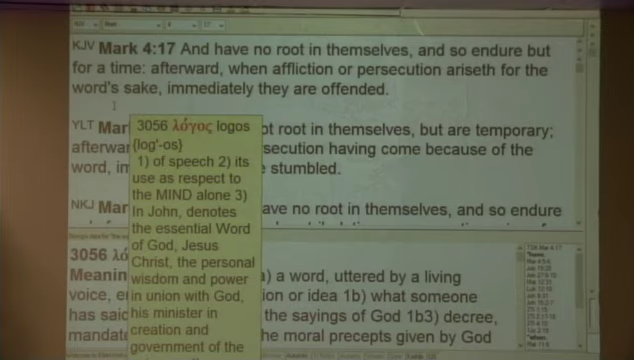 KJV Mark 4:17 And have no root in themselves, and so endure but
for a time: afterward, when affliction or persecution ariseth for the
word's sake, immediately they are offended.
YLT Mar
ot root in themselves, but are temporary;
afterwar
secution having come because of the
word, im
e stumbled.
NKJ Mar
ave no root in themselves, and so endure
3056 λόγος logos
{log'-os}
1) of speech 2) its
use as respect to
the MIND alone 3)
In John, denotes
the essential Word
of God, Jesus
Christ, the personal
wisdom and power
in union with God,
his minister in
creation and
government of the
3056 λό
Meanin
a) a word, uttered by a living
voice, e
ion or idea 1b) what someone
has said
the sayings of God 1b3) decree,
mandate
he moral precepts given by God